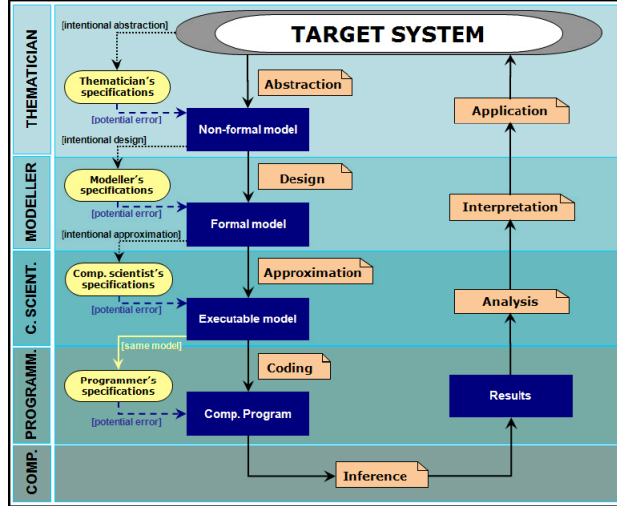 TARGET SYSTEM
[intentional abstraction]
Thematician's
specifications
Abstraction
[potential error]
Non-formal model
Application
THEMATICIAN
[intentional design]
Modeller's
specifications
Design
[potential error]
Formal model
Interpretation
MODELLER
[intentional approximation]
Comp. scientist's
specifications
Approximation
[potential error]
Executable model
Analysis
C. SCIENT.
[same model]
Programmer's
specifications
Coding
[potential error]
Comp. Program
Results
PROGRAMM.
Inference
COMP.